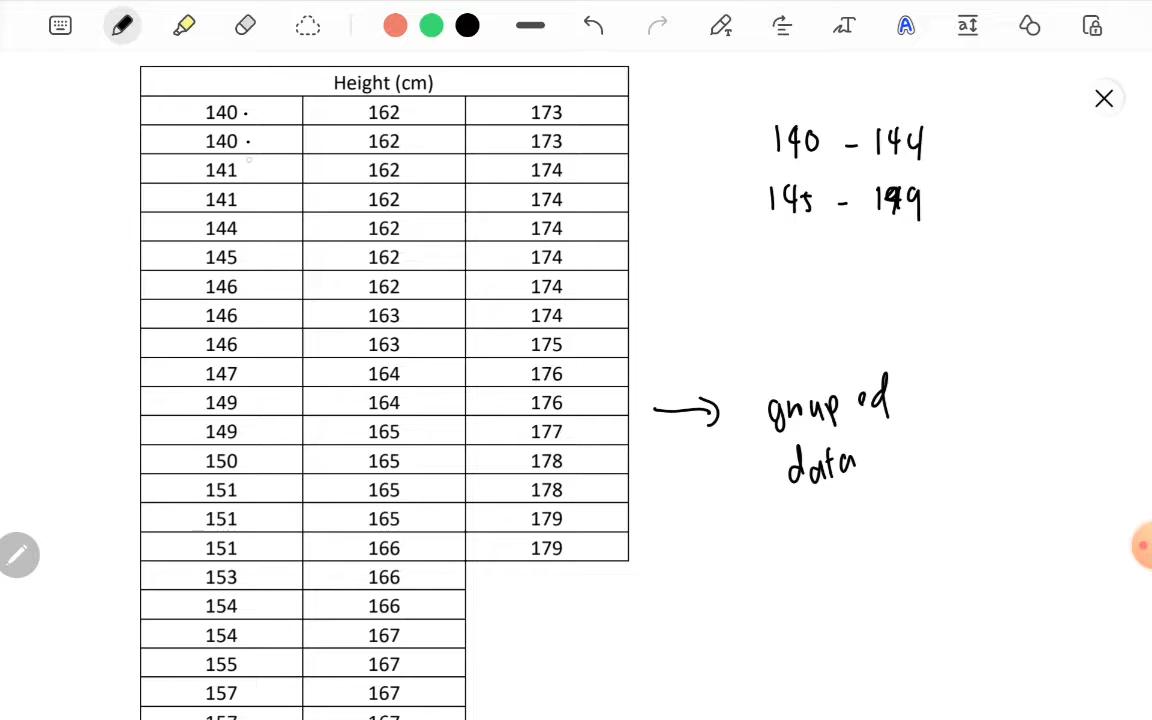 Height (cm)
140 162 173
140 162 173
141 162 174
141 162 174
144 162 174
145 162 174
146 162 174
146 163 174
146 163 175
147 164 176
149 164 176
149 165 177
150 165 178
151 165 178
151 165 179
151 166 179
153 166
154 166
154 167
155 167
157 167
157 167
140 - 144
145 - 149
grouped
data